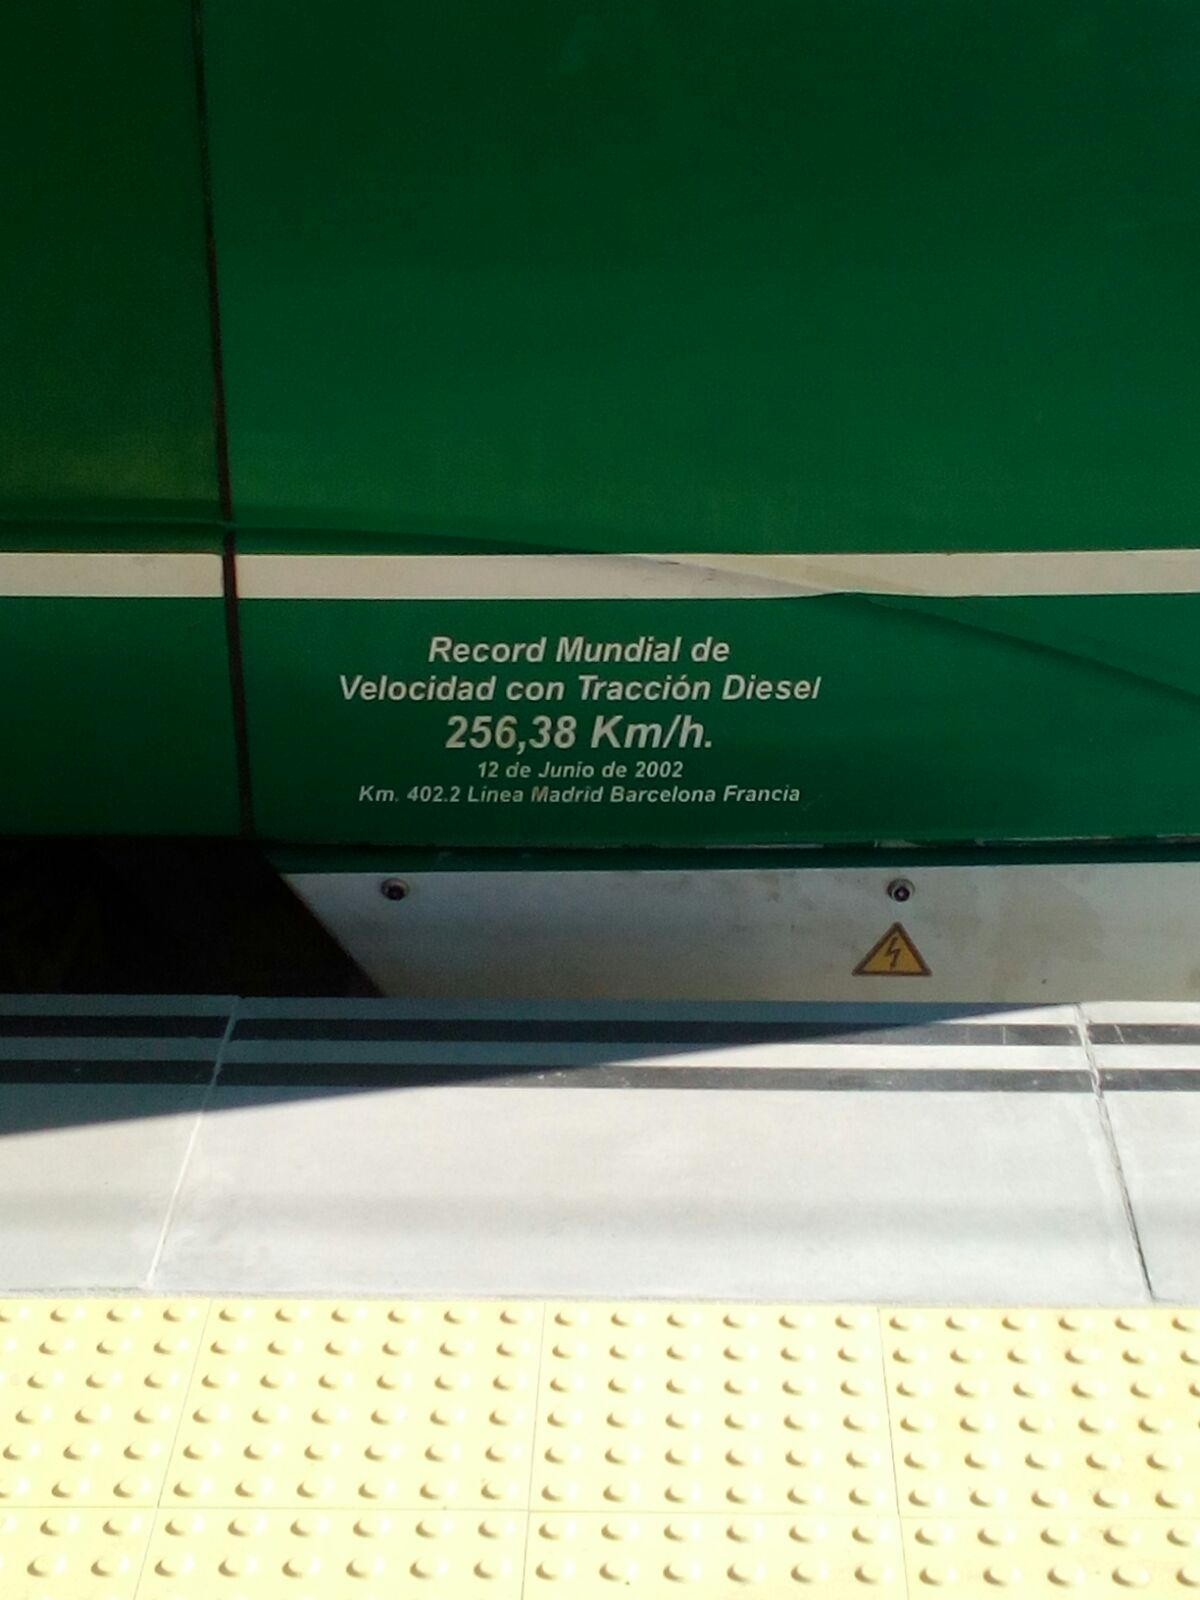 Record Mundial de
Velocidad con Tracción Diesel
256,38 Km/h.
12 de Junio de 2002
Km. 402.2 Línea Madrid Barcelona Francia